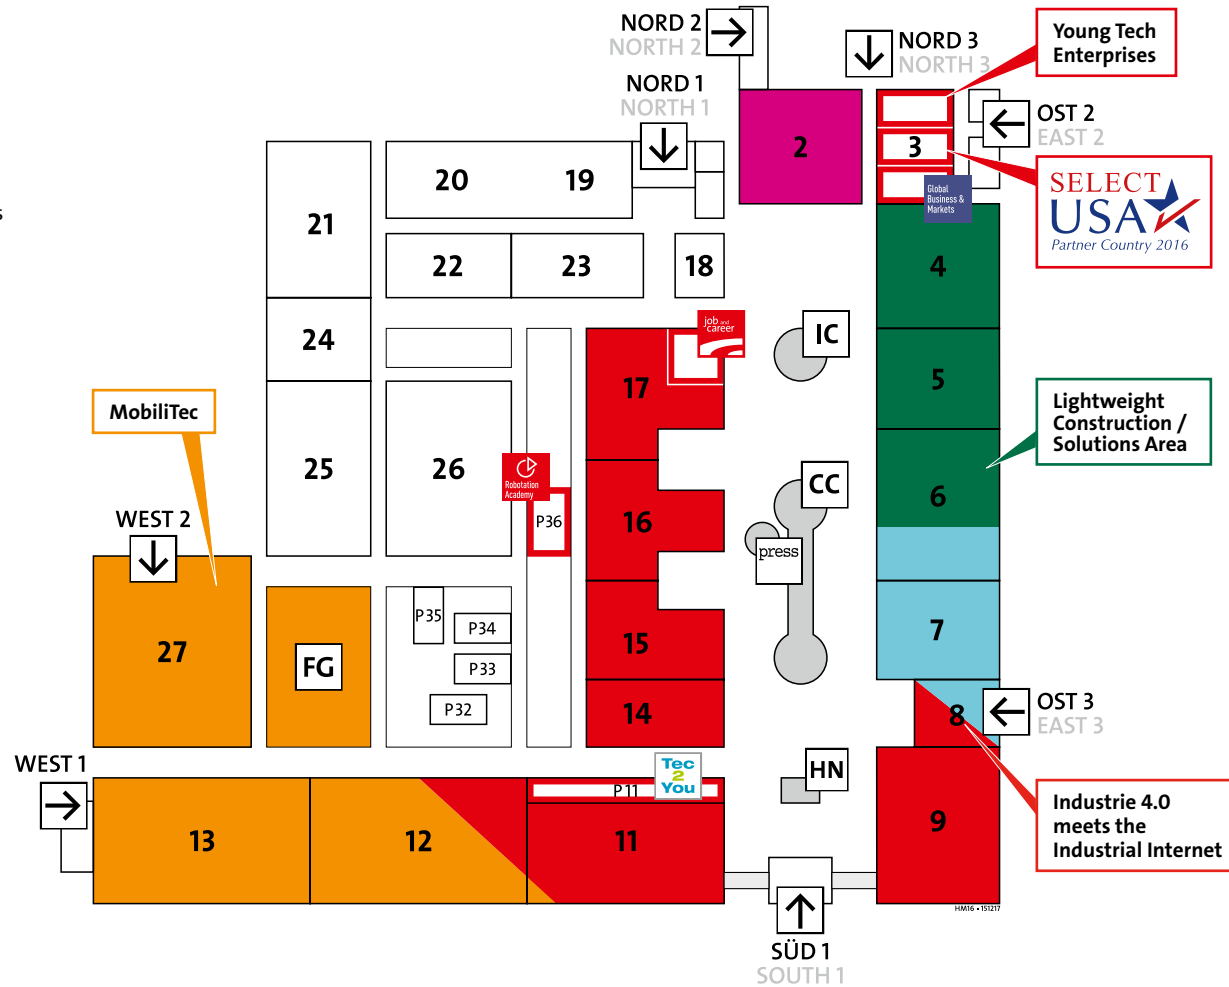 NORD 2
NORTH 2
NORD 3
NORTH 3
Young Tech
Enterprises
NORD 1
NORTH 1
OST 2
EAST 2
2
3
20
19
21
Global
Business &
Markets
SELECT
USA
Partner Country 2016
22
23
18
4
24
job and
career
IC
17
5
MobiliTec
Lightweight
Construction /
Solutions Area
25
26
Robotation
Academy
P36
16
CC
press
6
WEST 2
27
FG
P35
P34
P33
P32
15
14
7
8
OST 3
EAST 3
WEST 1
Tec
2
You
P 11
HN
13
12
11
9
Industrie 4.0
meets the
Industrial Internet
HM16 • 151217
SÜD 1
SOUTH 1